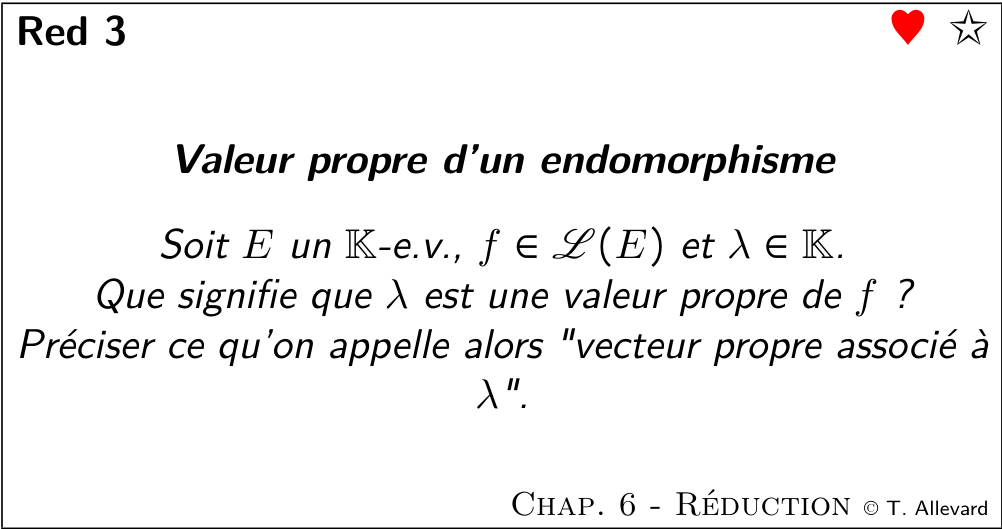 Red 3 ♥ ☆
Valeur propre d'un endomorphisme
Soit E un 𝕂-e.v., f ∈ ℒ(E) et λ ∈ 𝕂.
Que signifie que λ est une valeur propre de f ?
Préciser ce qu'on appelle alors "vecteur propre associé à
λ".
Chap. 6 - Réduction © T. Allevard